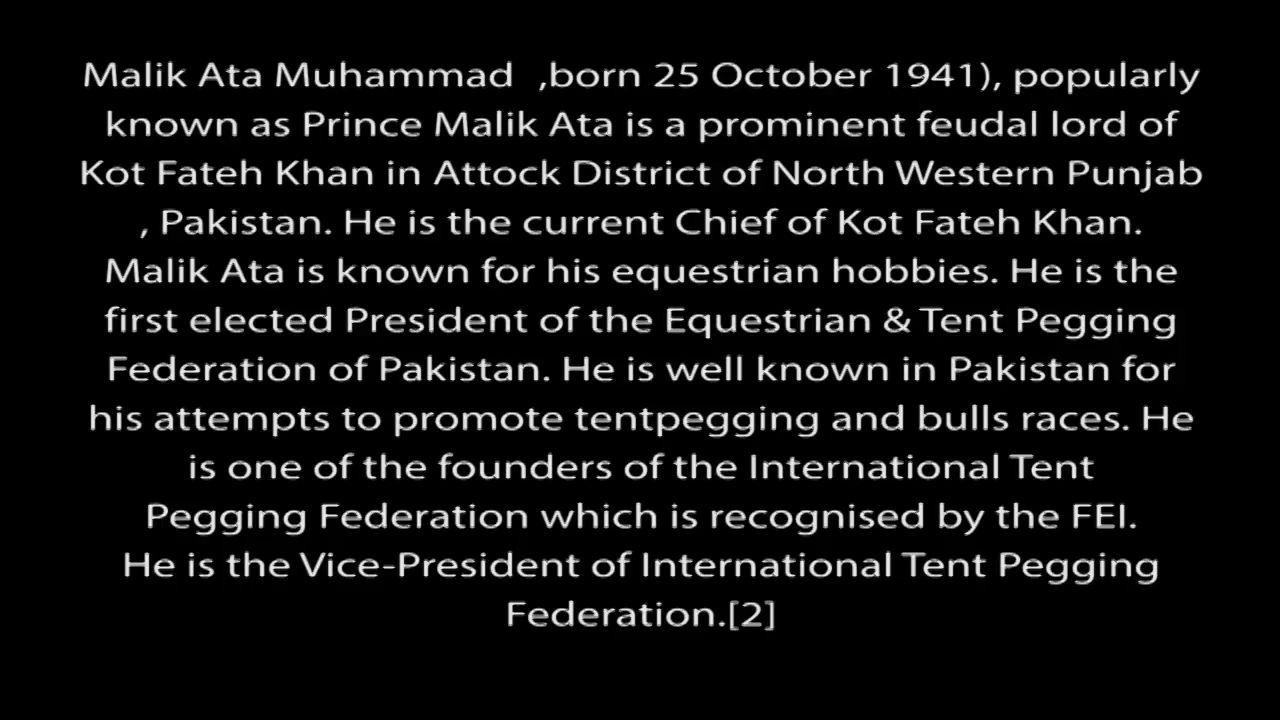 Malik Ata Muhammad  ,born 25 October 1941), popularly
known as Prince Malik Ata is a prominent feudal lord of
Kot Fateh Khan in Attock District of North Western Punjab
, Pakistan. He is the current Chief of Kot Fateh Khan.
Malik Ata is known for his equestrian hobbies. He is the
first elected President of the Equestrian & Tent Pegging
Federation of Pakistan. He is well known in Pakistan for
his attempts to promote tentpegging and bulls races. He
is one of the founders of the International Tent
Pegging Federation which is recognised by the FEI.
He is the Vice-President of International Tent Pegging
Federation.[2]